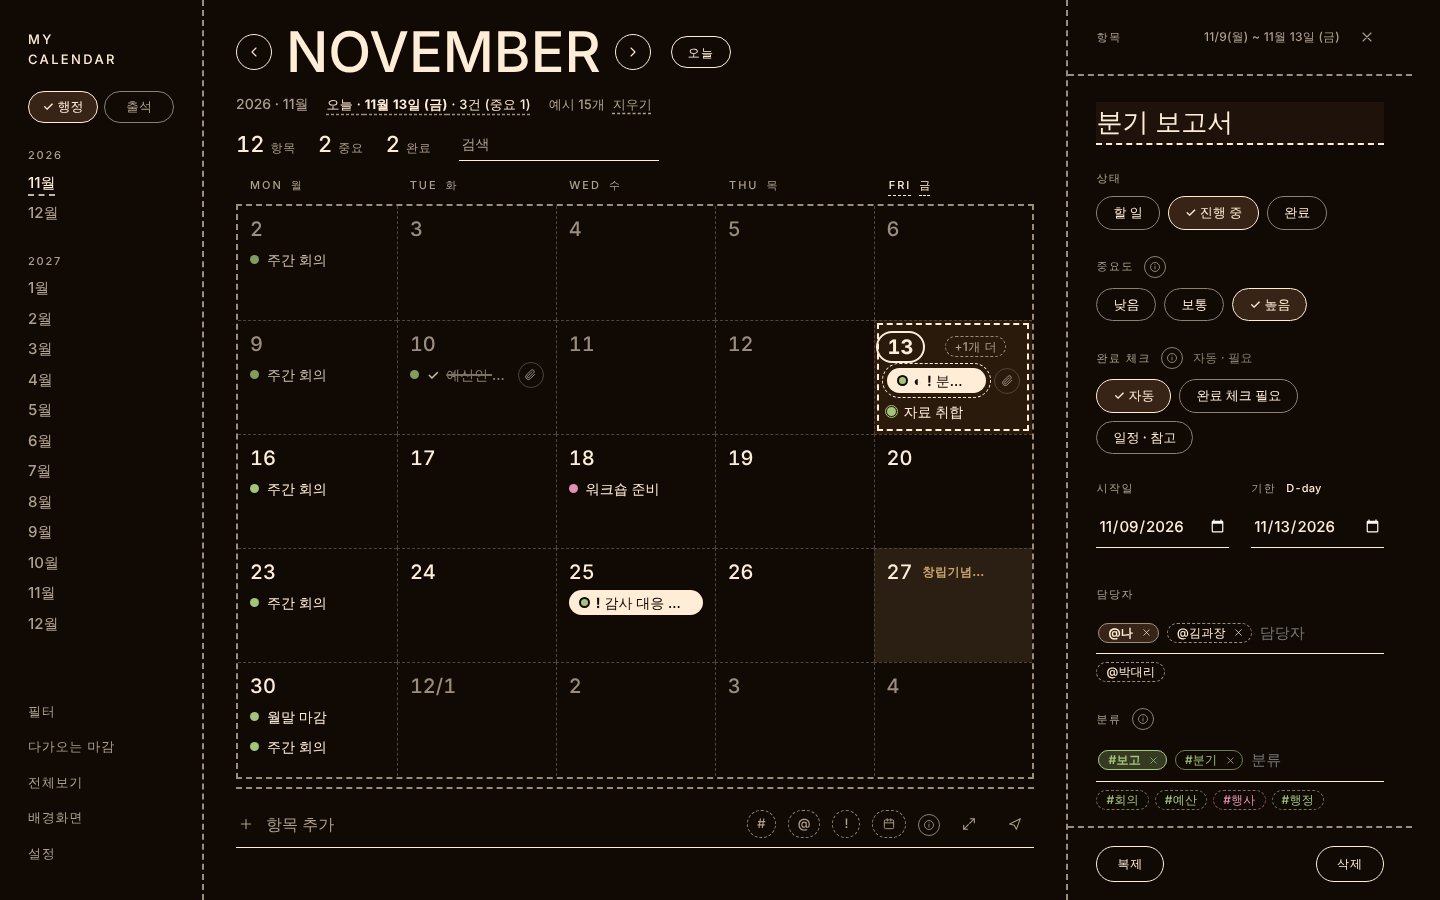 MY
CALENDAR
행정
출석
2026
11월
12월
2027
1월
2월
3월
4월
5월
6월
7월
8월
9월
10월
11월
12월
필터
다가오는 마감
전체보기
배경화면
설정
NOVEMBER
오늘
2026 · 11월 오늘 · 11월 13일 (금) · 3건 (중요 1) 예시 15개 지우기
12 항목 2 중요 2 완료 검색
MON 월 TUE 화 WED 수 THU 목 FRI 금
2 3 4 5 6
주간 회의
9 10 11 12 13 +1개 더
주간 회의 예산안 ... ! 분...
자료 취합
16 17 18 19 20
주간 회의 워크숍 준비
23 24 25 26 27 창립기념...
주간 회의 ! 감사 대응 ...
30 12/1 2 3 4
월말 마감
주간 회의
+ 항목 추가 # @ !
항목 11/9(월) ~ 11월 13일 (금)
분기 보고서
상태
할 일 진행 중 완료
중요도
낮음 보통 높음
완료 체크 자동 · 필요
자동 완료 체크 필요
일정 · 참고
시작일 기한 D-day
11/09/2026 11/13/2026
담당자
@나 @김과장 담당자
@박대리
분류
#보고 #분기 분류
#회의 #예산 #행사 #행정
복제 삭제